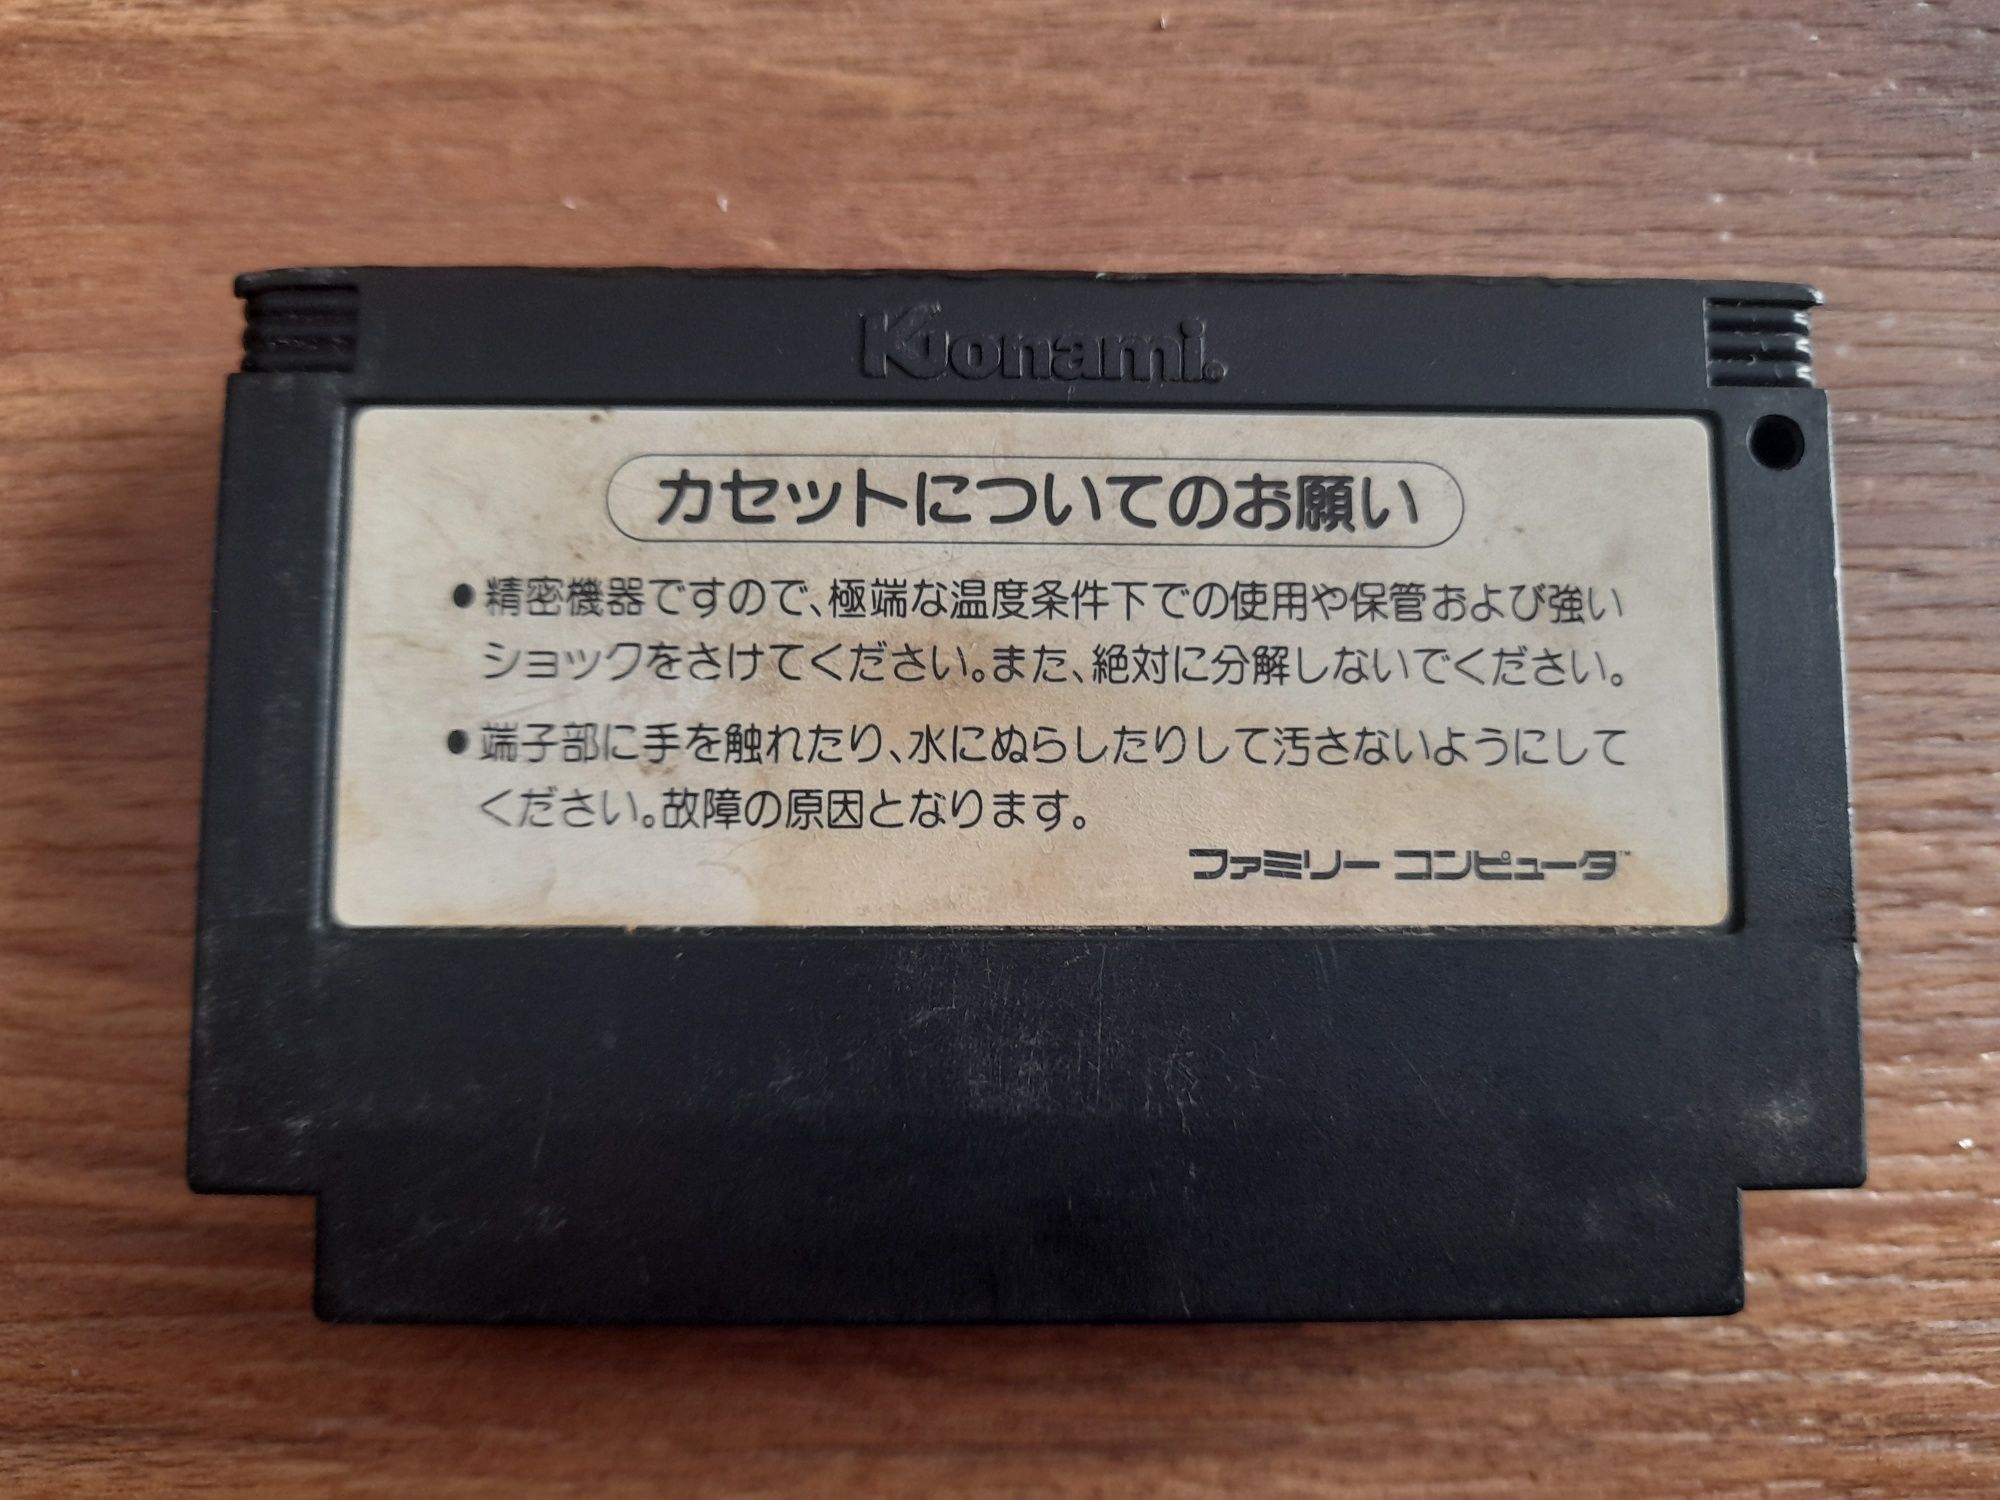 Konami.
カセットについてのお願い
●精密機器ですので、極端な温度条件下での使用や保管および強い
ショックをさけてください。また、絶対に分解しないでください。
●端子部に手を触れたり、水にぬらしたりして汚さないようにして
ください。故障の原因となります。
ファミリー コンピュータ™